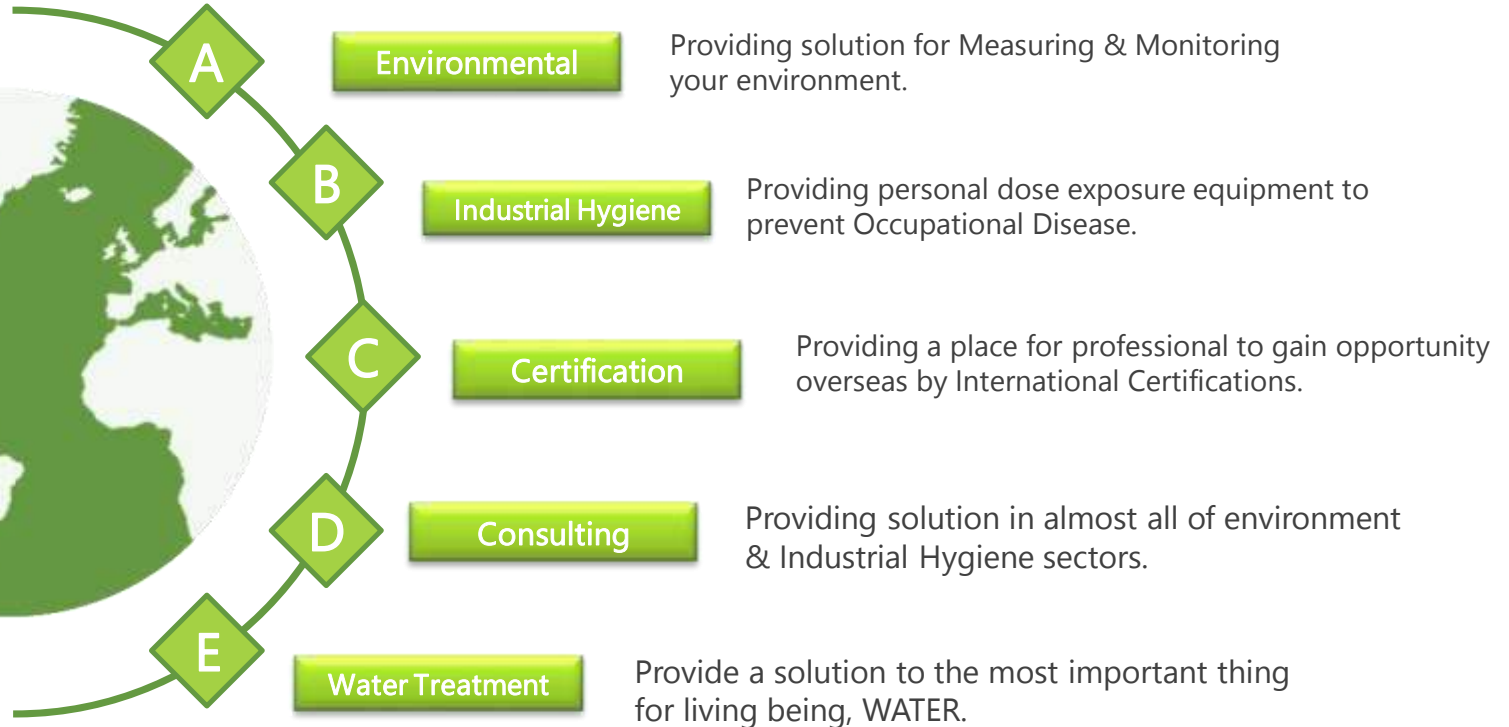 A
Environmental
Providing solution for Measuring & Monitoring
your environment.
B
Industrial Hygiene
Providing personal dose exposure equipment to
prevent Occupational Disease.
C
Certification
Providing a place for professional to gain opportunity
overseas by International Certifications.
D
Consulting
Providing solution in almost all of environment
& Industrial Hygiene sectors.
E
Water Treatment
Provide a solution to the most important thing
for living being, WATER.